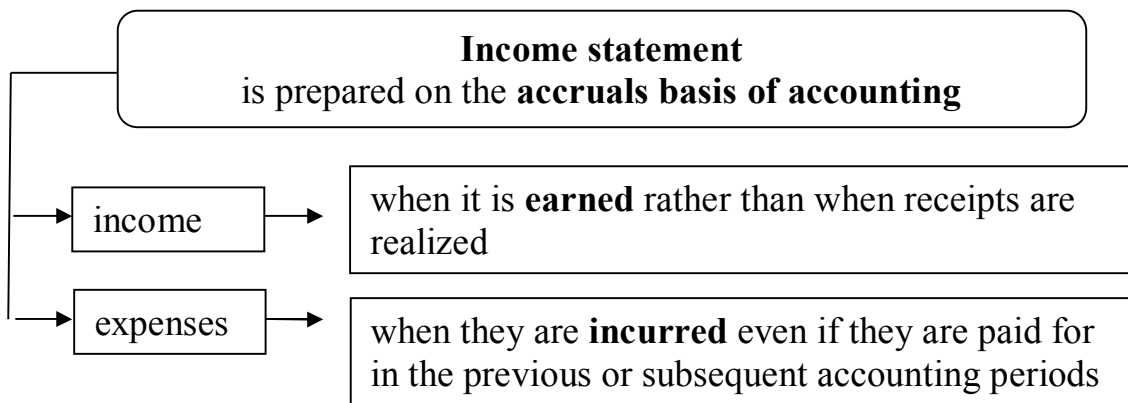 Income statement
is prepared on the accruals basis of accounting
income
when it is earned rather than when receipts are
realized
expenses
when they are incurred even if they are paid for
in the previous or subsequent accounting periods